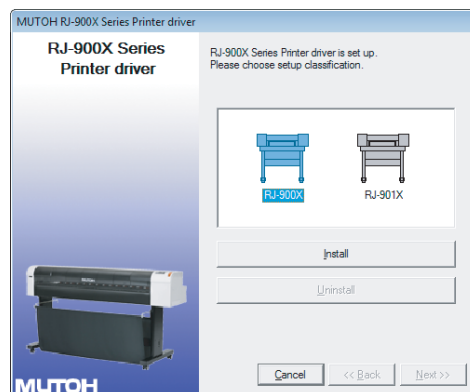 MUTOH RJ-900X Series Printer driver
RJ-900X Series
Printer driver
RJ-900X Series Printer driver is set up.
Please choose setup classification.
RJ-900X
RJ-901X
Install
Uninstall
MUTOH
Cancel
<< Back
Next >>